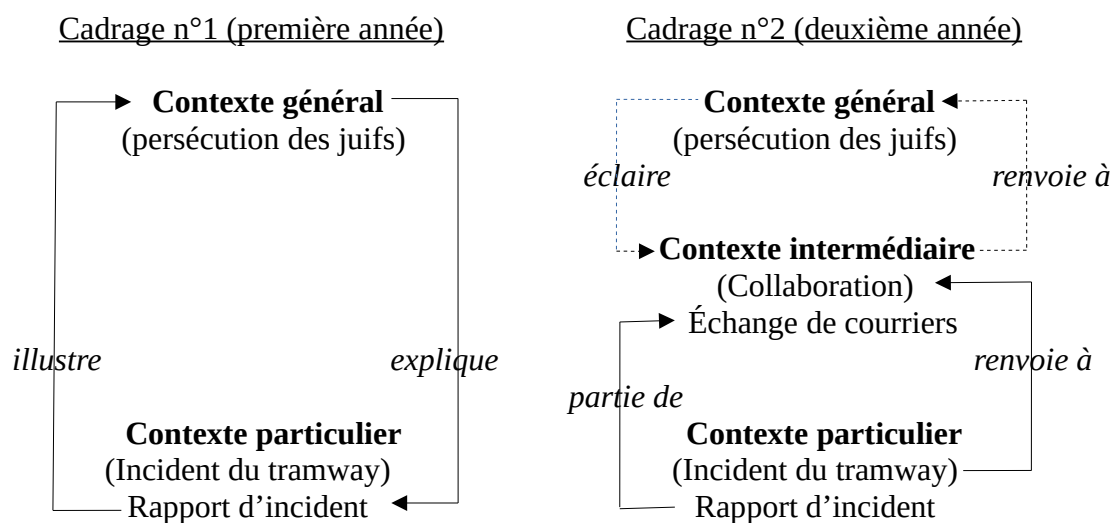 Cadrage n°1 (première année)
Contexte général
(persécution des juifs)
illustre
explique
Contexte particulier
(Incident du tramway)
Rapport d’incident
Cadrage n°2 (deuxième année)
Contexte général
(persécution des juifs)
éclaire
renvoie à
Contexte intermédiaire
(Collaboration)
Échange de courriers
renvoie à
partie de
Contexte particulier
(Incident du tramway)
Rapport d’incident